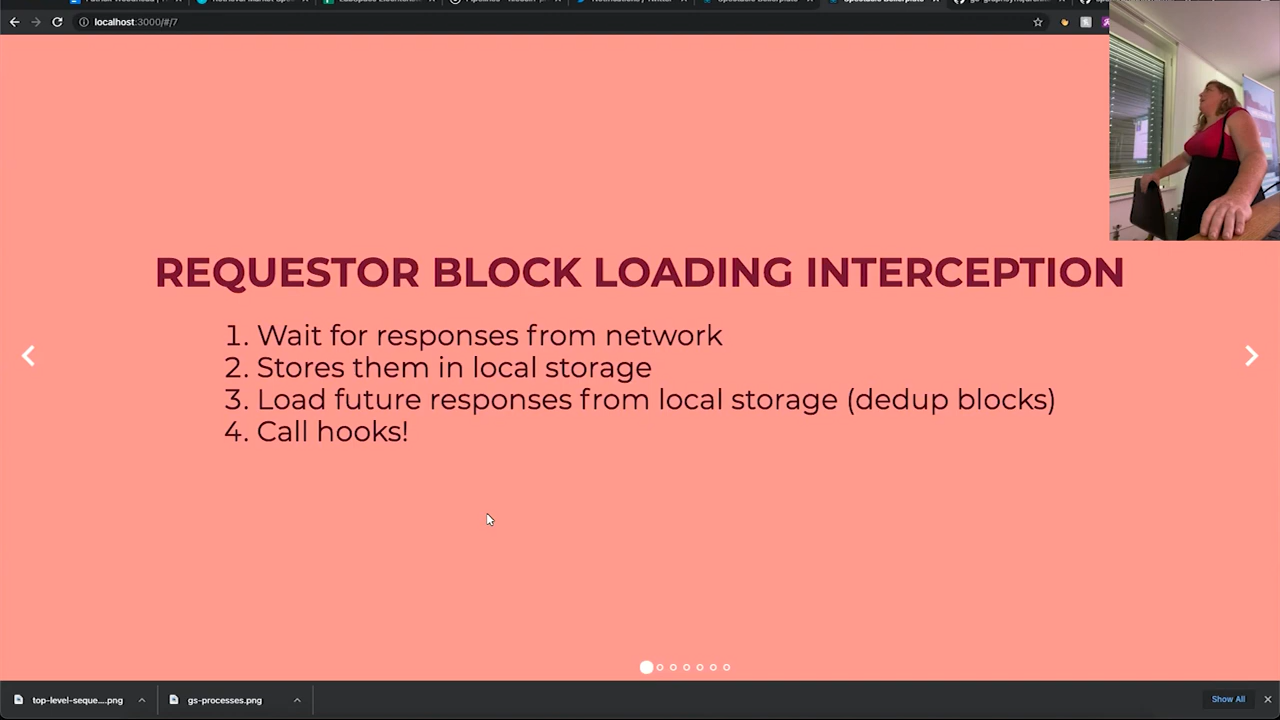 localhost:3000/#/7
REQUESTOR BLOCK LOADING INTERCEPTION
1. Wait for responses from network
2. Stores them in local storage
3. Load future responses from local storage (dedup blocks)
4. Call hooks!
top-level-seque....png
gs-processes.png
Show All